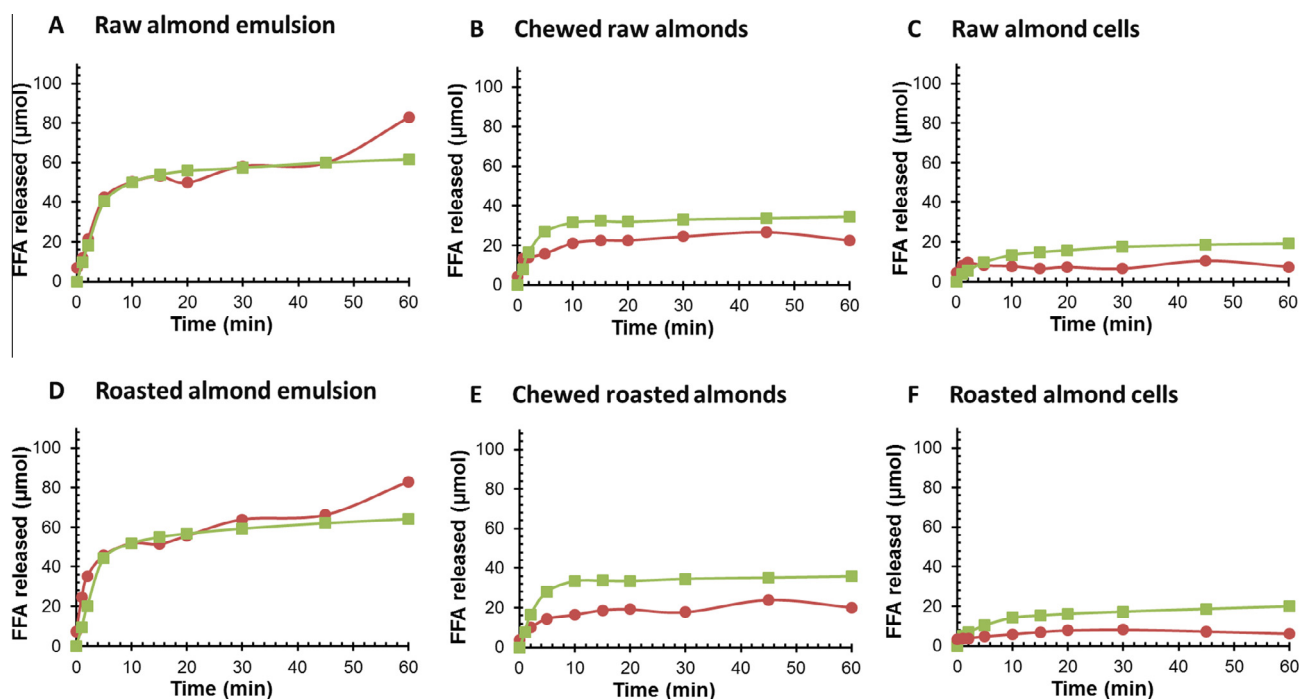 A Raw almond emulsion
FFA released (µmol)
100
80
60
40
20
0
0 10 20 30 40 50 60
Time (min)
B Chewed raw almonds
FFA released (µmol)
100
80
60
40
20
0
0 10 20 30 40 50 60
Time (min)
C Raw almond cells
FFA released (µmol)
100
80
60
40
20
0
0 10 20 30 40 50 60
Time (min)
D Roasted almond emulsion
FFA released (µmol)
100
80
60
40
20
0
0 10 20 30 40 50 60
Time (min)
E Chewed roasted almonds
FFA released (µmol)
100
80
60
40
20
0
0 10 20 30 40 50 60
Time (min)
F Roasted almond cells
FFA released (µmol)
100
80
60
40
20
0
0 10 20 30 40 50 60
Time (min)